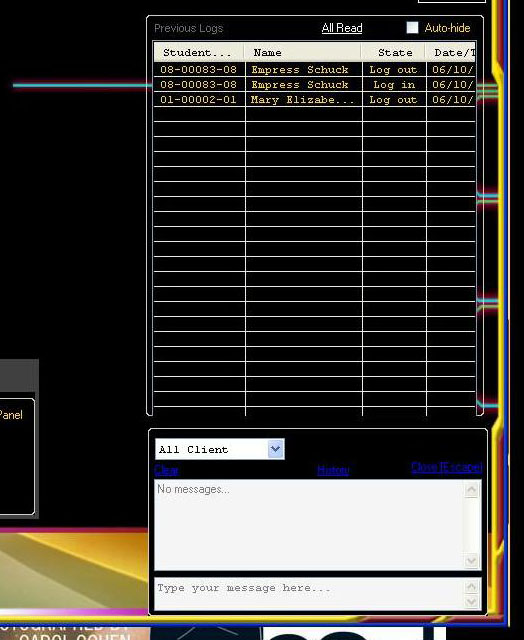 Previous Logs All Read Auto-hide
Student... Name State Date/T
08-00083-08 Empress Schuck Log out 06/10/
08-00083-08 Empress Schuck Log in 06/10/
01-00002-01 Mary Elizabe... Log out 06/10/
Panel
All Client
Clear History Close [Escape]
No messages...
Type your message here...
TOGRAPHED BY
CAROL COHEN